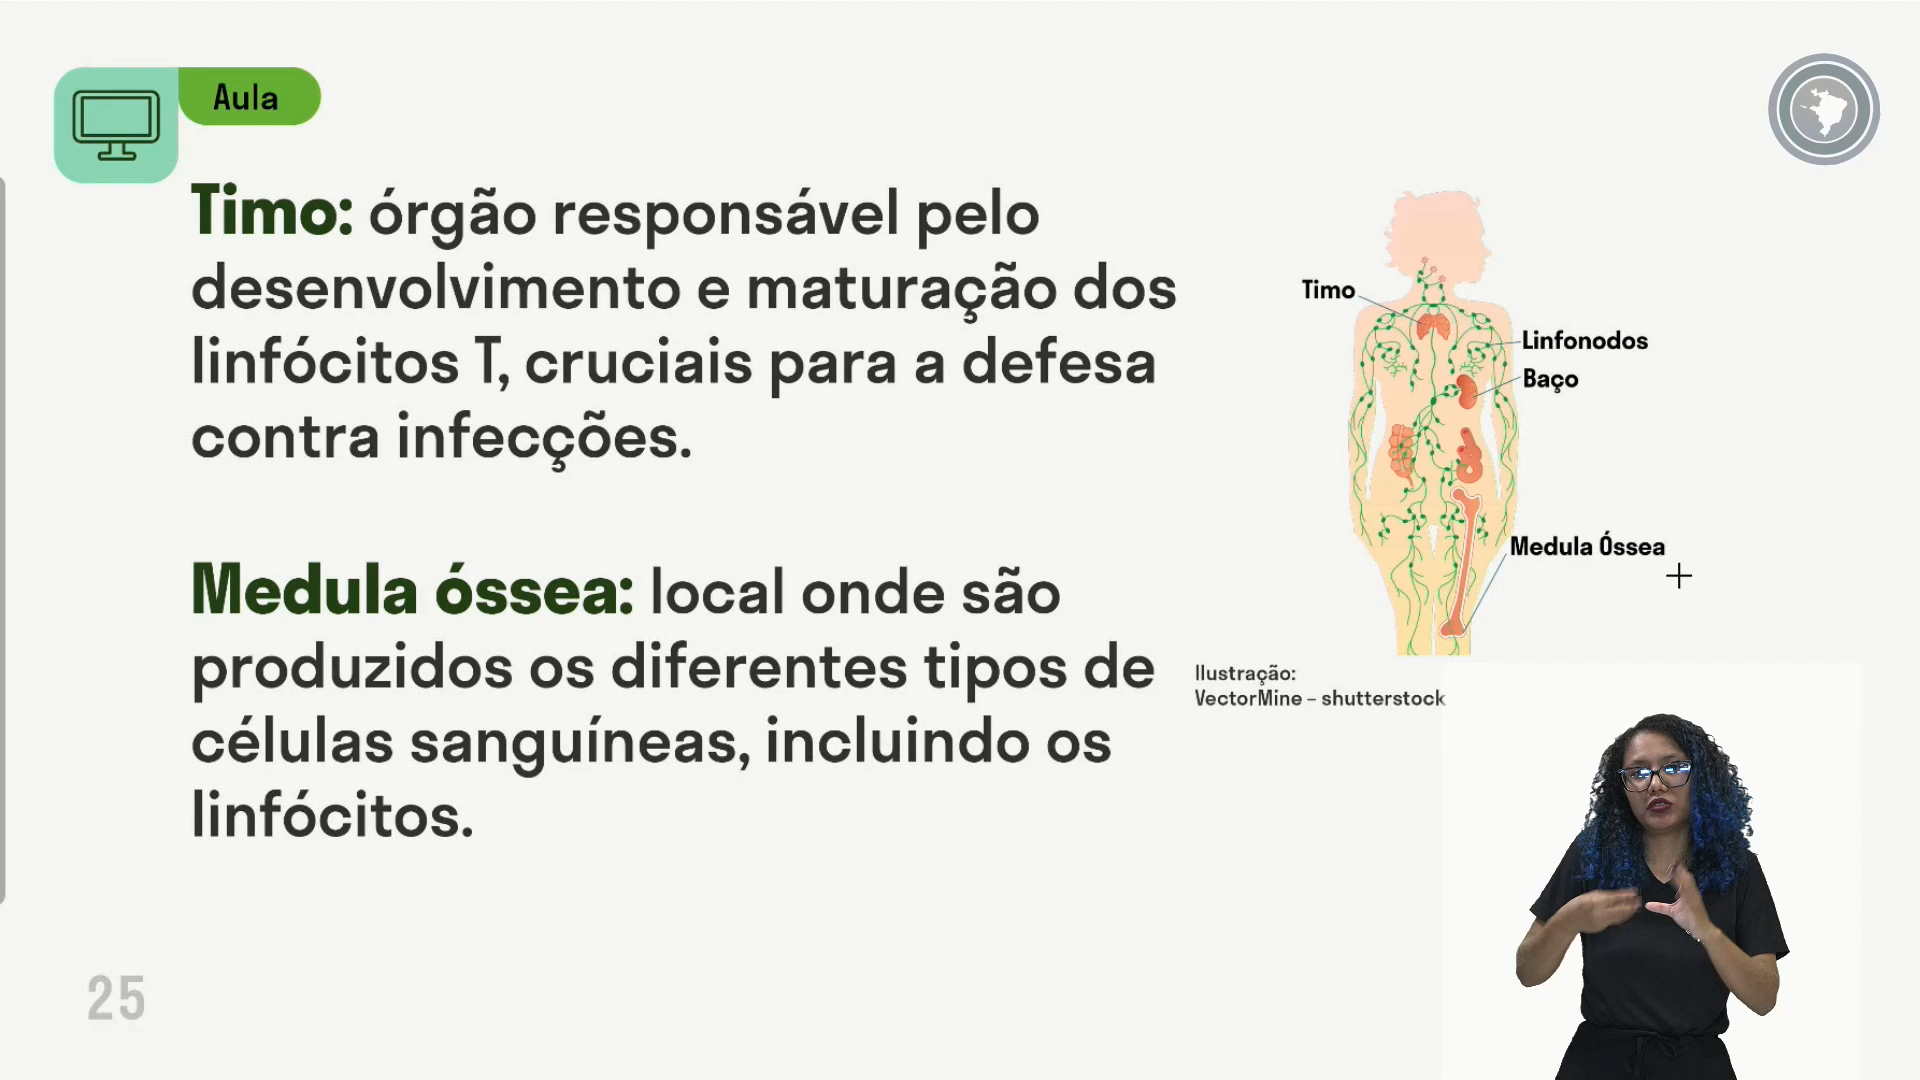 Aula
Timo: órgão responsável pelo
desenvolvimento e maturação dos
linfócitos T, cruciais para a defesa
contra infecções.
Medula óssea: local onde são
produzidos os diferentes tipos de
células sanguíneas, incluindo os
linfócitos.
Timo
Linfonodos
Baço
Medula Óssea
Ilustração:
VectorMine – shutterstock
25